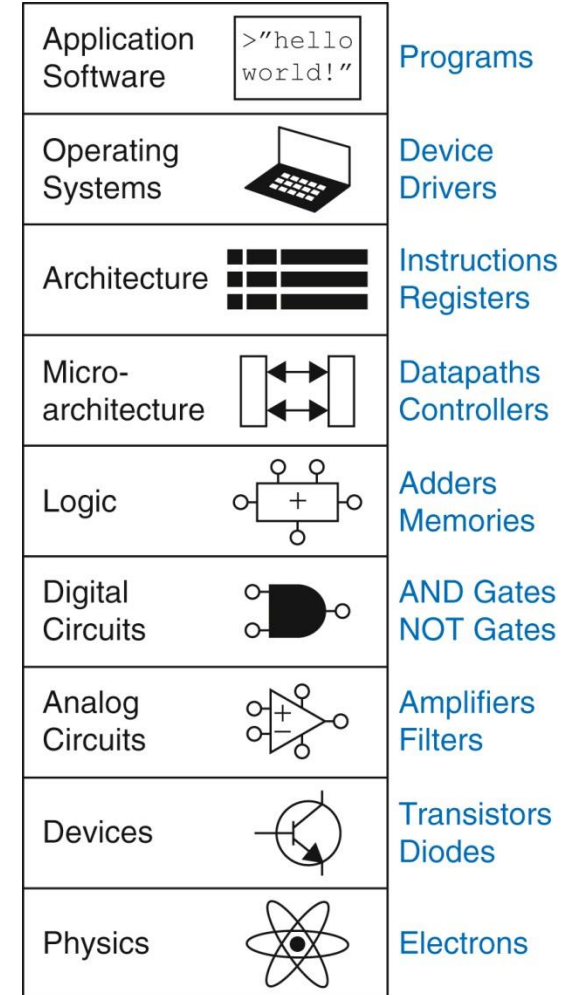 Application
Software
>"hello
world!"
Programs
Operating
Systems
Device
Drivers
Architecture
Instructions
Registers
Micro-
architecture
Datapaths
Controllers
Logic
+
Adders
Memories
Digital
Circuits
AND Gates
NOT Gates
Analog
Circuits
+
−
Amplifiers
Filters
Devices
Transistors
Diodes
Physics
Electrons